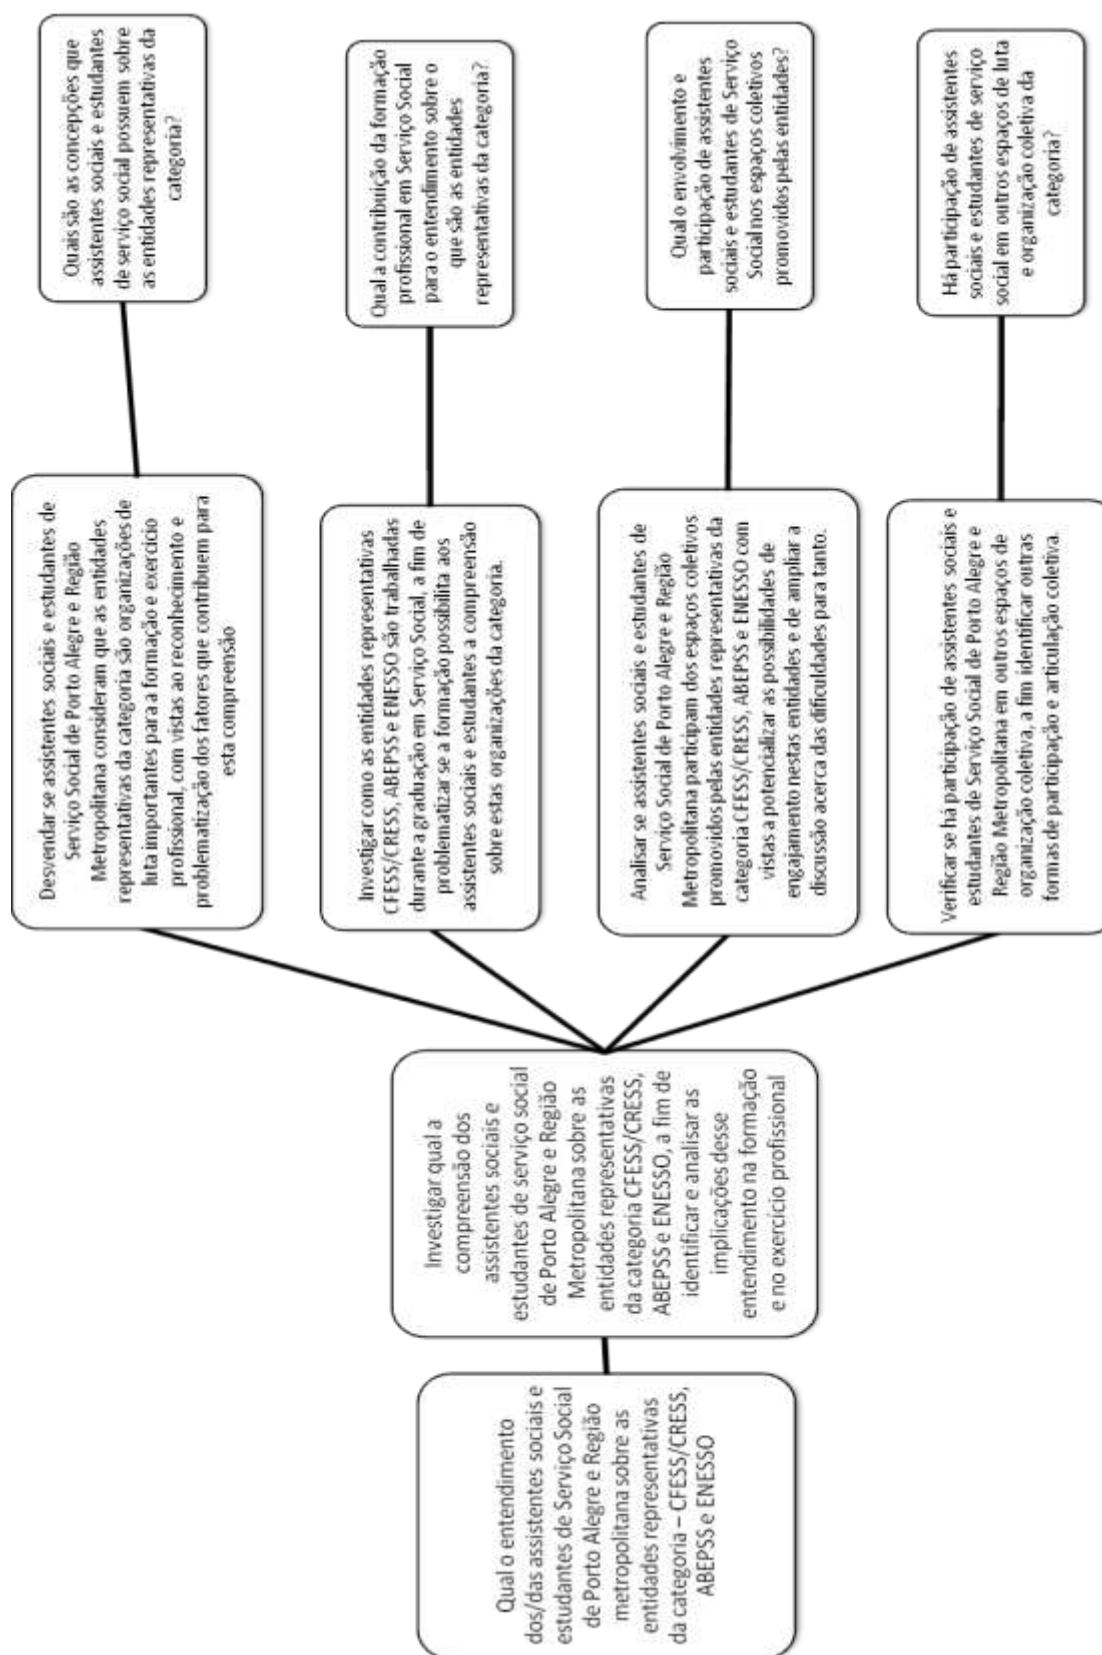 Qual o entendimento
dos/das assistentes sociais e
estudantes de Serviço Social
de Porto Alegre e Região
metropolitana sobre as
entidades representativas
da categoria – CFESS/CRESS,
ABEPSS e ENESSO
Investigar qual a
compreensão dos
assistentes sociais e
estudantes de serviço social
de Porto Alegre e Região
Metropolitana sobre as
entidades representativas
da categoria CFESS/CRESS,
ABEPSS e ENESSO, a fim de
identificar e analisar as
implicações desse
entendimento na formação
e no exercício profissional
Desvendar se assistentes sociais e estudantes de
Serviço Social de Porto Alegre e Região
Metropolitana consideram que as entidades
representativas da categoria são organizações de
luta importantes para a formação e exercício
profissional, com vistas ao reconhecimento e
problematização dos fatores que contribuem para
esta compreensão
Quais são as concepções que
assistentes sociais e estudantes
de serviço social possuem sobre
as entidades representativas da
categoria?
Investigar como as entidades representativas
CFESS/CRESS, ABEPSS e ENESSO são trabalhadas
durante a graduação em Serviço Social, a fim de
problematizar se a formação possibilita aos
assistentes sociais e estudantes a compreensão
sobre estas organizações da categoria.
Qual a contribuição da formação
profissional em Serviço Social
para o entendimento sobre o
que são as entidades
representativas da categoria?
Analisar se assistentes sociais e estudantes de
Serviço Social de Porto Alegre e Região
Metropolitana participam dos espaços coletivos
promovidos pelas entidades representativas da
categoria CFESS/CRESS, ABEPSS e ENESSO com
vistas a potencializar as possibilidades de
engajamento nestas entidades e de ampliar a
discussão acerca das dificuldades para tanto.
Qual o envolvimento e
participação de assistentes
sociais e estudantes de Serviço
Social nos espaços coletivos
promovidos pelas entidades?
Verificar se há participação de assistentes sociais e
estudantes de Serviço Social de Porto Alegre e
Região Metropolitana em outros espaços de
organização coletiva, a fim identificar outras
formas de participação e articulação coletiva.
Há participação de assistentes
sociais e estudantes de serviço
social em outros espaços de luta
e organização coletiva da
categoria?